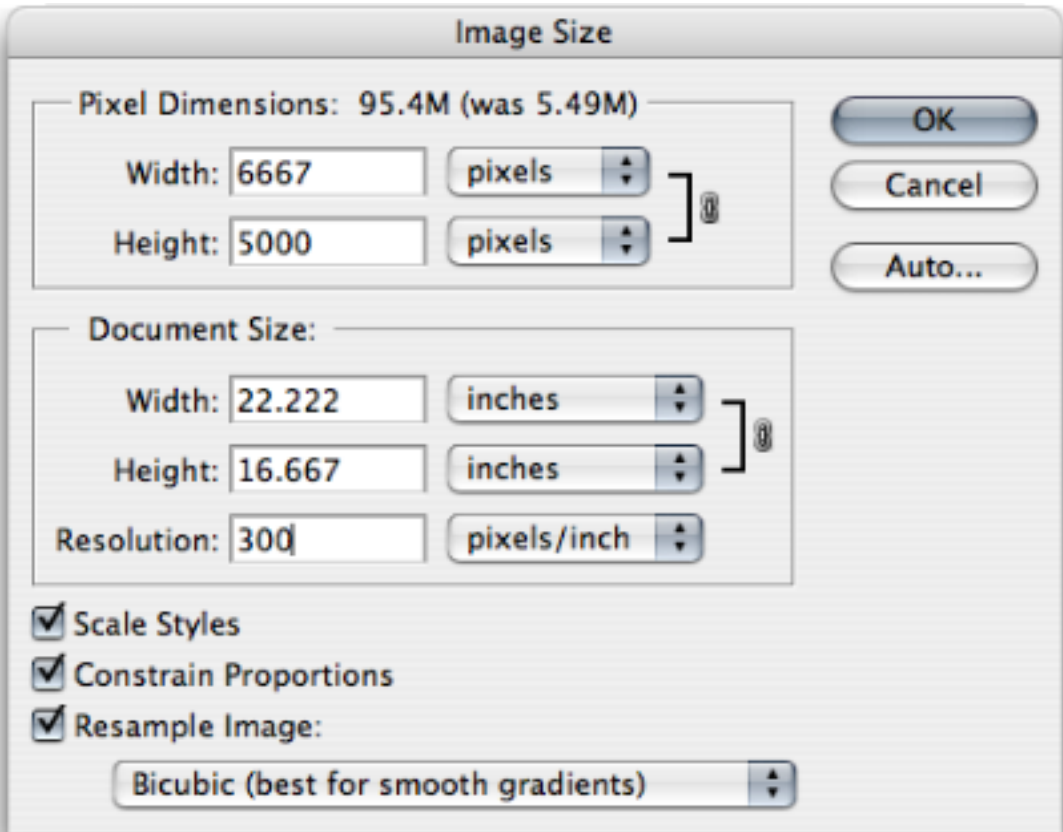 Image Size
Pixel Dimensions: 95.4M (was 5.49M)
OK
Width: 6667 pixels
Cancel
Height: 5000 pixels
Auto...
Document Size:
Width: 22.222 inches
Height: 16.667 inches
Resolution: 300 pixels/inch
Scale Styles
Constrain Proportions
Resample Image:
Bicubic (best for smooth gradients)